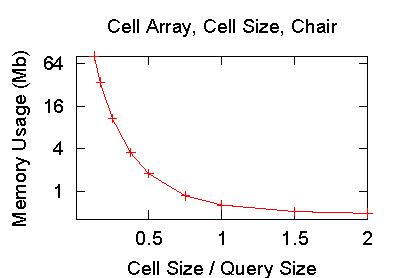 Cell Array, Cell Size, Chair
Memory Usage (Mb)
64
16
4
1
0.5
1
1.5
2
Cell Size / Query Size